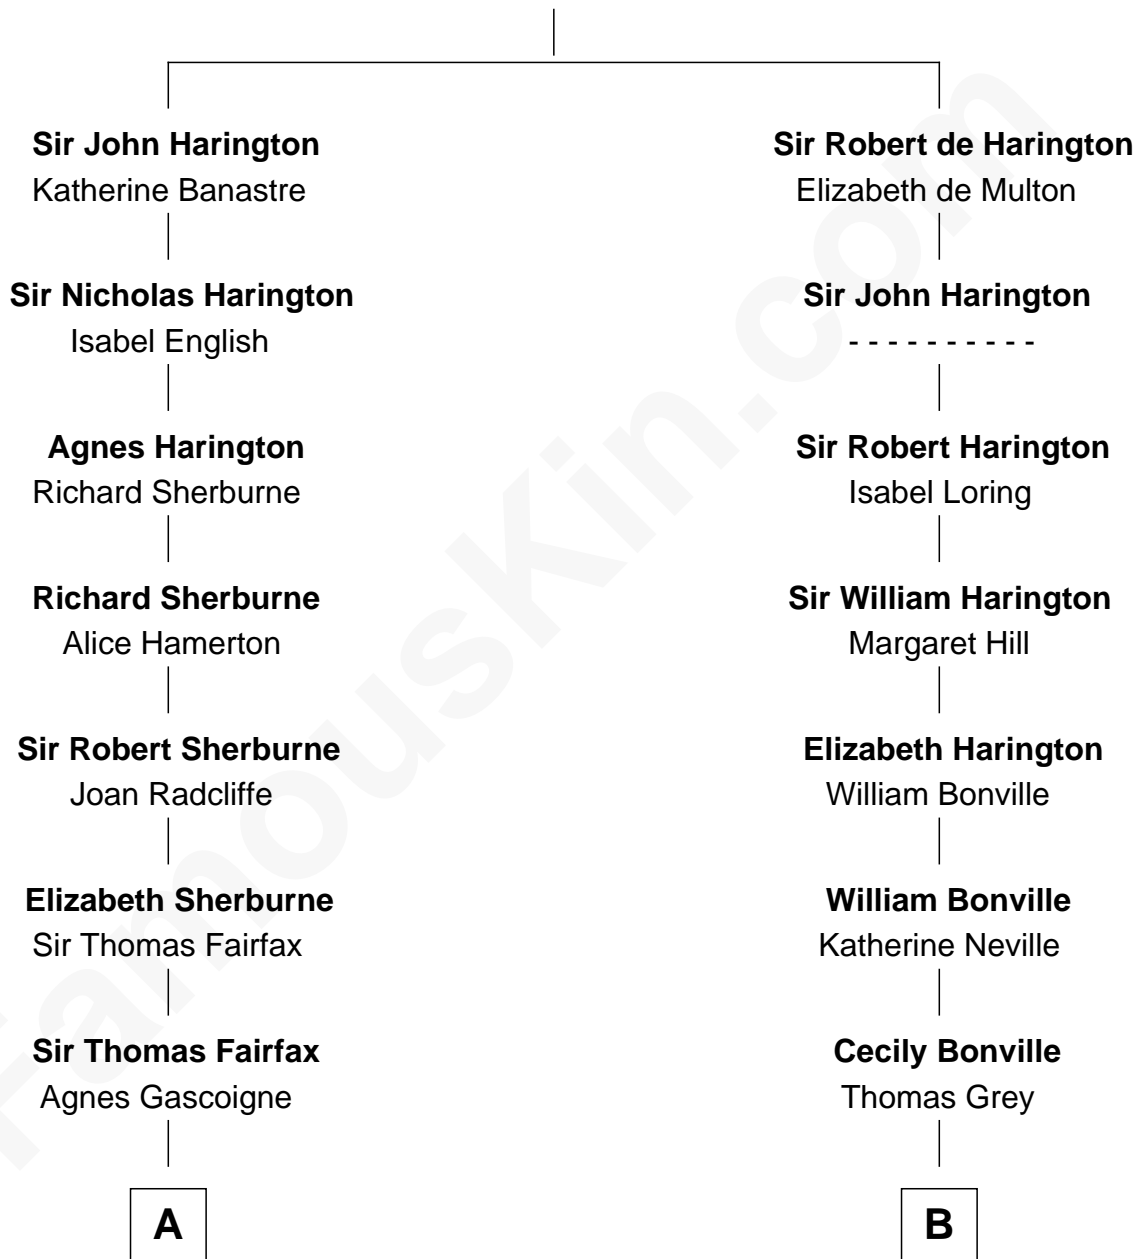 Sir John Harington
Katherine Banastre
Sir Nicholas Harington
Isabel English
Agnes Harington
Richard Sherburne
Richard Sherburne
Alice Hamerton
Sir Robert Sherburne
Joan Radcliffe
Elizabeth Sherburne
Sir Thomas Fairfax
Sir Thomas Fairfax
Agnes Gascoigne
A
Sir Robert de Harington
Elizabeth de Multon
Sir John Harington
- - - - - - - - - -
Sir Robert Harington
Isabel Loring
Sir William Harington
Margaret Hill
Elizabeth Harington
William Bonville
William Bonville
Katherine Neville
Cecily Bonville
Thomas Grey
B
FamousKin.com